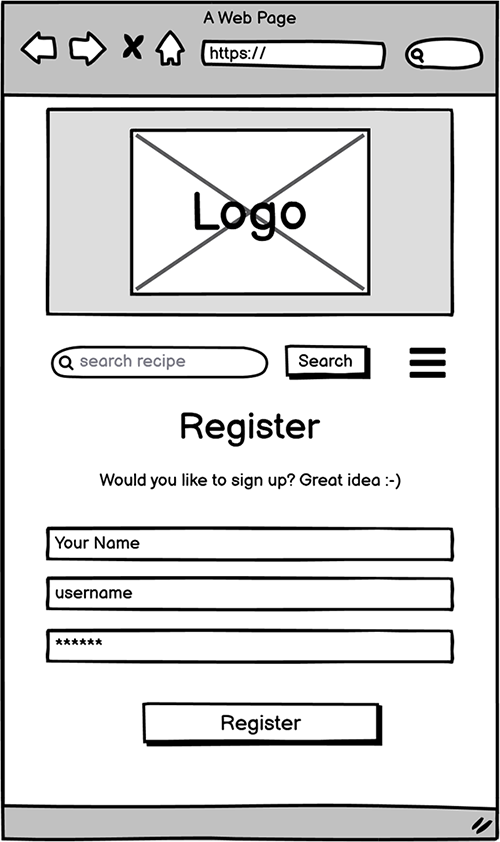 A Web Page
https://
Logo
search recipe
Search
Register
Would you like to sign up? Great idea :-)
Your Name
username
******
Register